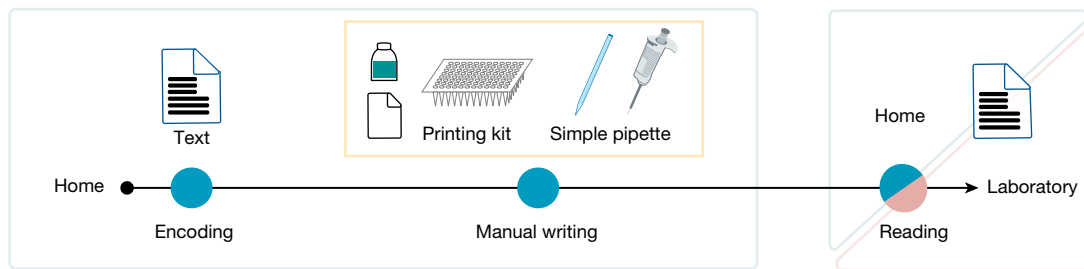 Text
Printing kit
Simple pipette
Home
Home
Laboratory
Encoding
Manual writing
Reading